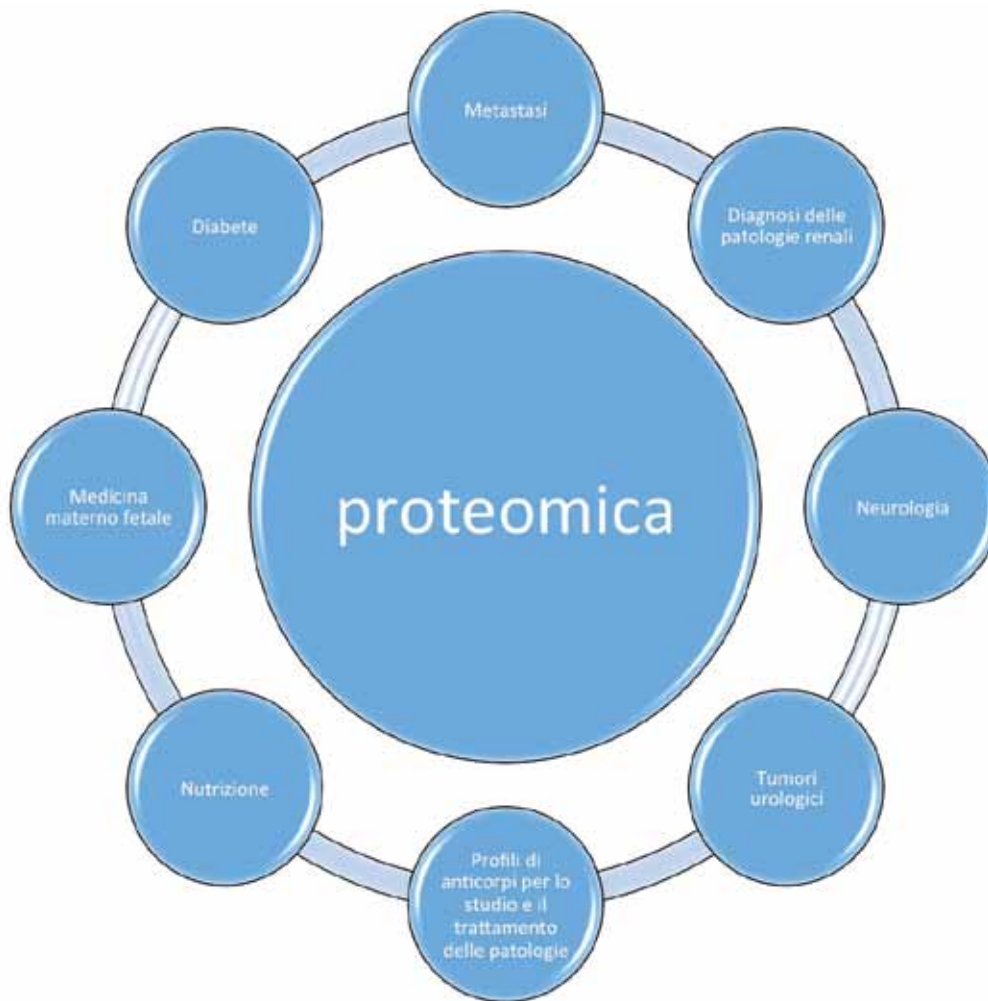 Metastasi
Diagnosi delle
patologie renali
Neurologia
Tumori
urologici
Profili di
anticorpi per lo
studio e il
trattamento
delle patologie
Nutrizione
Medicina
materno fetale
Diabete
proteomica